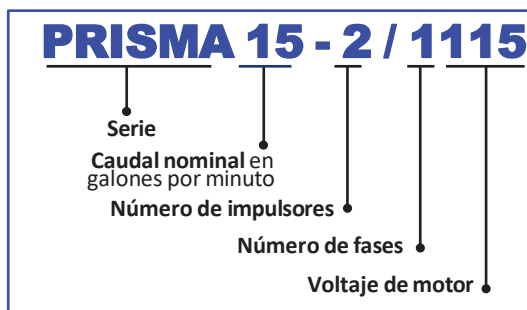 PRISMA 15 - 2 / 1115
Serie
Caudal nominal en
galones por minuto
Número de impulsores
Número de fases
Voltaje de motor